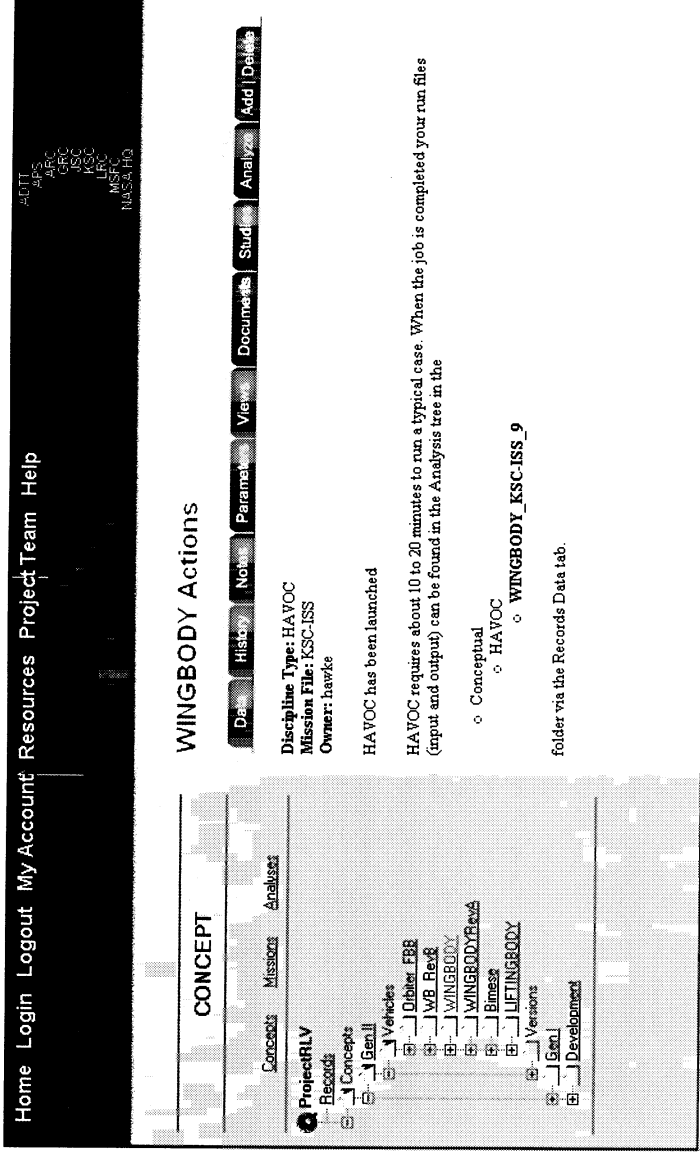 Home Login Logout My Account Resources Project Team Help
ADTT
APS
ARC
GRC
JSC
KSC
LRC
MSFC
NASA HQ
CONCEPT
Concepts Missions Analyses
ProjectRLV
Records
Concepts
Gen II
Vehicles
Orbiter_FBB
WB_RevB
WINGBODY
WINGBODYRevA
Bimese
LIFTINGBODY
Versions
Gen I
Development
WINGBODY Actions
Data History Notes Parameters Views Documents Studies Analyze Add | Delete
Discipline Type: HAVOC
Mission File: KSC-ISS
Owner: hawke
HAVOC has been launched
HAVOC requires about 10 to 20 minutes to run a typical case. When the job is completed your run files
(input and output) can be found in the Analysis tree in the
Conceptual
HAVOC
WINGBODY_KSC-ISS_9
folder via the Records Data tab.